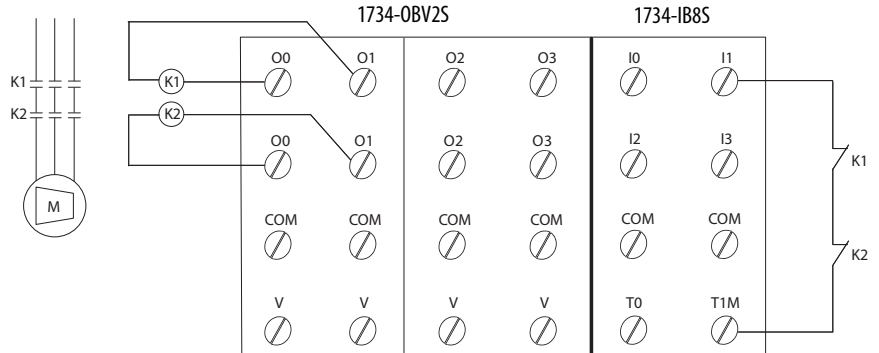 1734-OBV2S 1734-IB8S
O0 O1 O2 O3 I0 I1
K1 K1
K2 K2
O0 O1 O2 O3 I2 I3
K1
M
COM COM COM COM COM COM
K2
V V V V T0 T1M